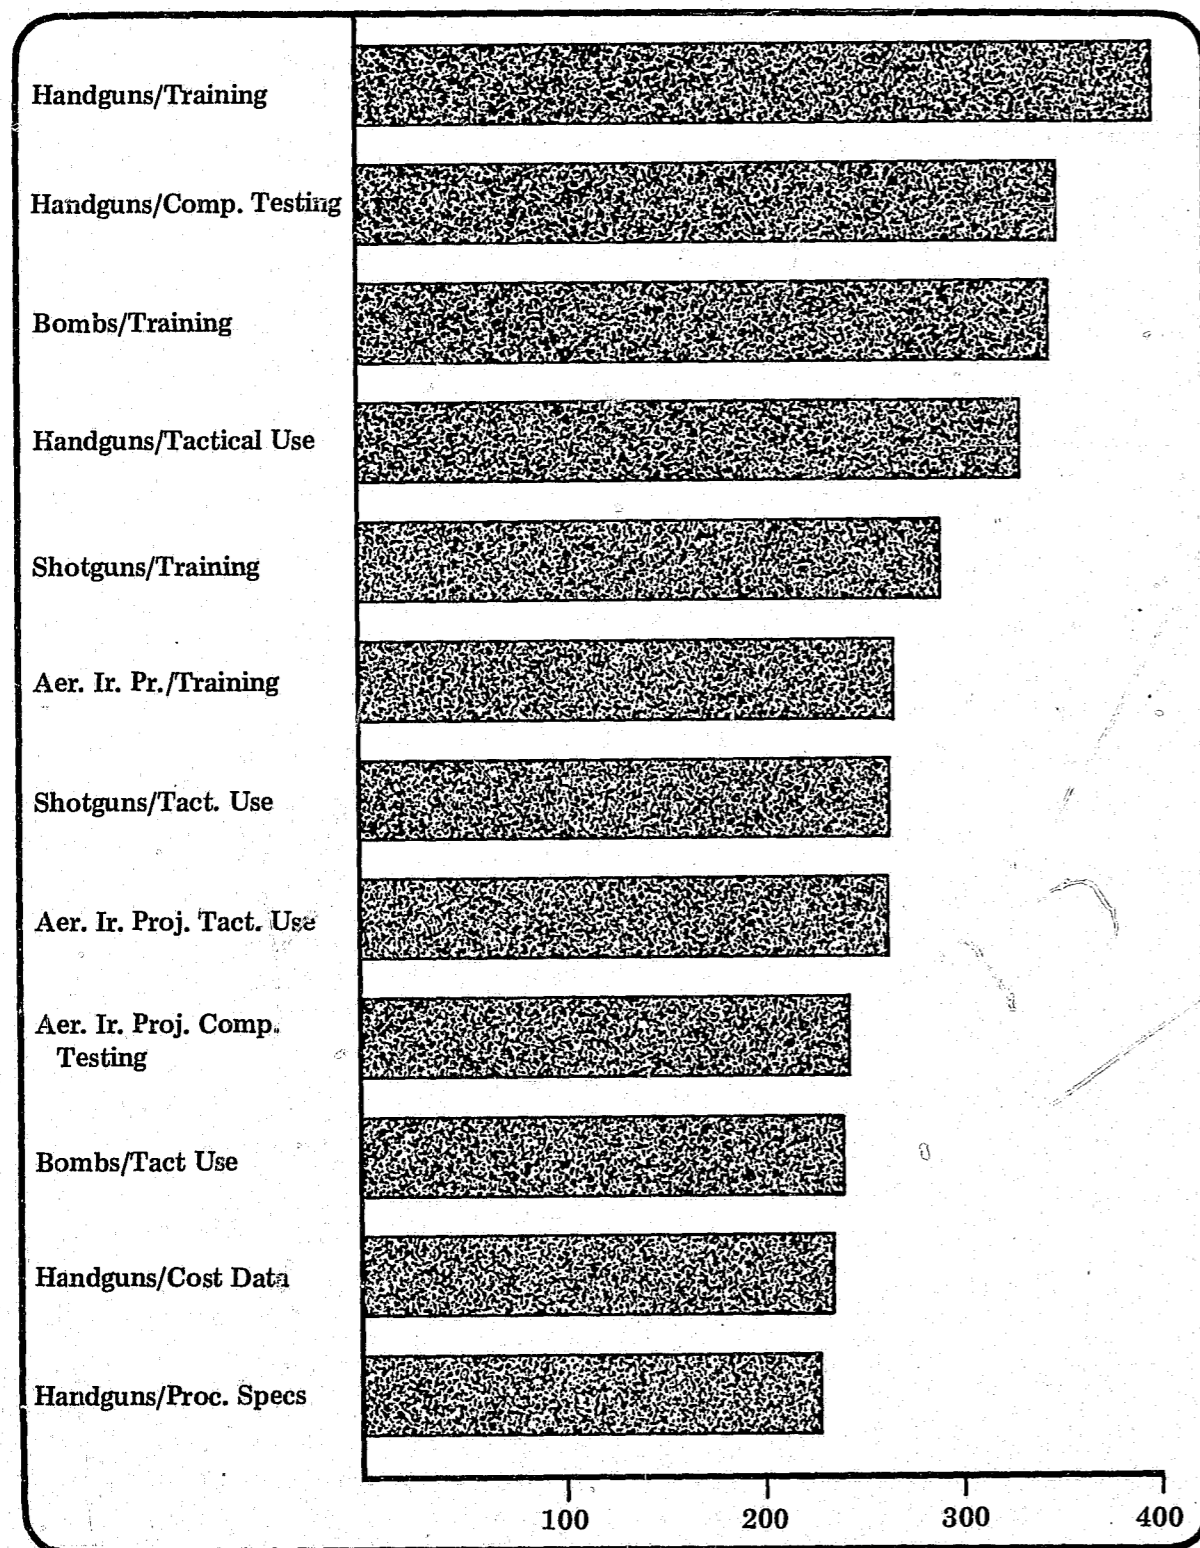 Handguns/Training
Handguns/Comp. Testing
Bombs/Training
Handguns/Tactical Use
Shotguns/Training
Aer. Ir. Pr./Training
Shotguns/Tact. Use
Aer. Ir. Proj. Tact. Use
Aer. Ir. Proj. Comp.
Testing
Bombs/Tact Use
Handguns/Cost Data
Handguns/Proc. Specs
100 200 300 400